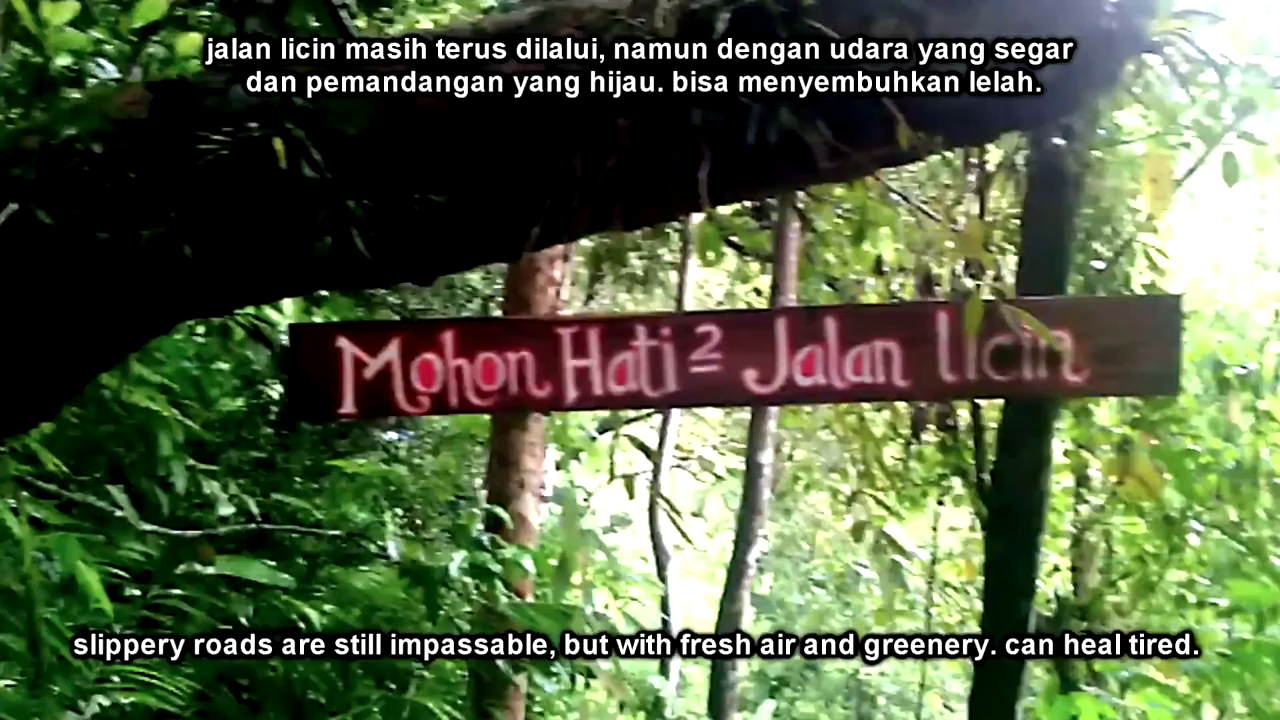 jalan licin masih terus dilalui, namun dengan udara yang segar
dan pemandangan yang hijau. bisa menyembuhkan lelah.
Mohon Hati² Jalan licin
slippery roads are still impassable, but with fresh air and greenery. can heal tired.